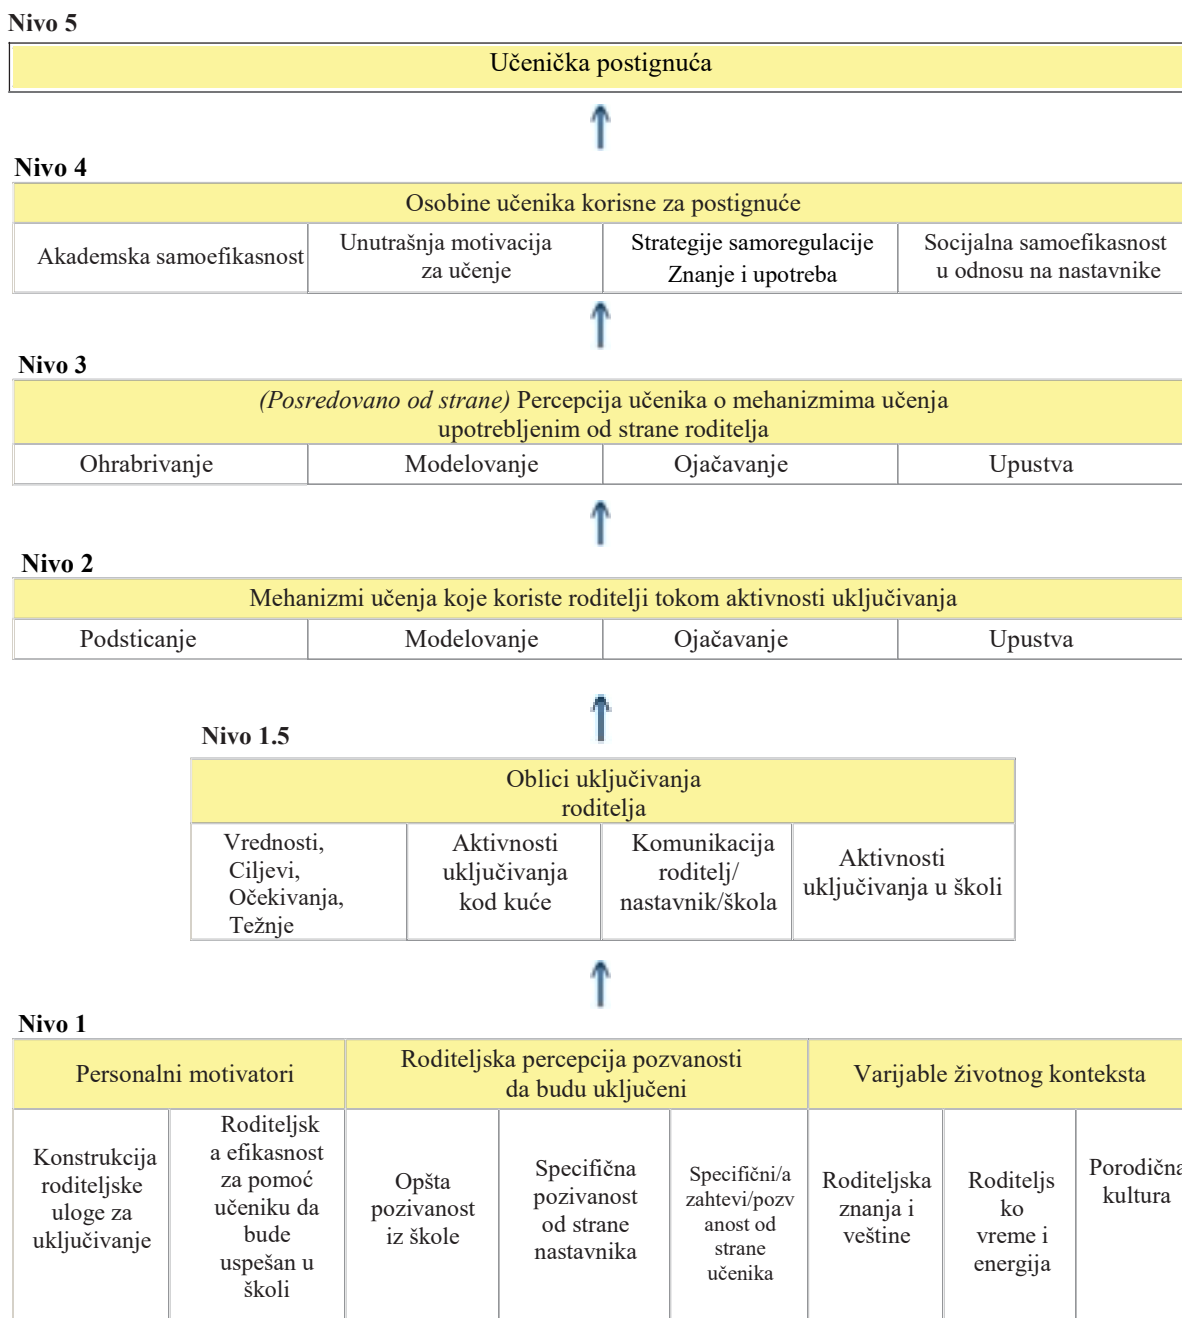 Nivo 5
Učenička postignuća
Nivo 4
Osobine učenika korisne za postignuće
Akademska samoefikasnost
Unutrašnja motivacija
za učenje
Strategije samoregulacije
Znanje i upotreba
Socijalna samoefikasnost
u odnosu na nastavnike
Nivo 3
(Posredovano od strane) Percepcija učenika o mehanizmima učenja
upotrebljenim od strane roditelja
Ohrabrivanje
Modelovanje
Ojačavanje
Upustva
Nivo 2
Mehanizmi učenja koje koriste roditelji tokom aktivnosti uključivanja
Podsticanje
Modelovanje
Ojačavanje
Upustva
Nivo 1.5
Oblici uključivanja
roditelja
Vrednosti,
Ciljevi,
Očekivanja,
Težnje
Aktivnosti
uključivanja
kod kuće
Komunikacija
roditelj/
nastavnik/škola
Aktivnosti
uključivanja u školi
Nivo 1
Personalni motivatori
Roditeljska percepcija pozvanosti
da budu uključeni
Varijable životnog konteksta
Konstrukcija
roditeljske
uloge za
uključivanje
Roditeljsk
a efikasnost
za pomoć
učeniku da
bude
uspešan u
školi
Opšta
pozivanost
iz škole
Specifična
pozivanost
od strane
nastavnika
Specifični/a
zahtevi/pozv
anost od
strane
učenika
Roditeljska
znanja i
veštine
Roditeljs
ko
vreme i
energija
Porodična
kultura